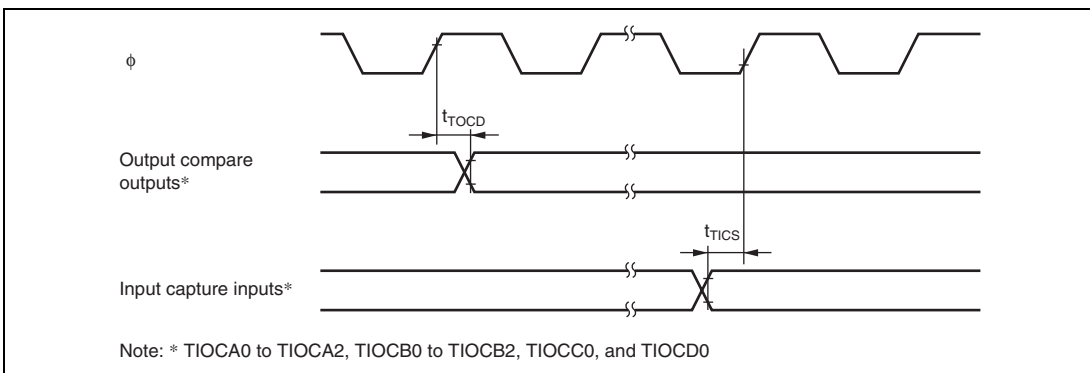 ϕ
tTOCD
Output compare
outputs*
tTICS
Input capture inputs*
Note: * TIOCA0 to TIOCA2, TIOCB0 to TIOCB2, TIOCC0, and TIOCD0